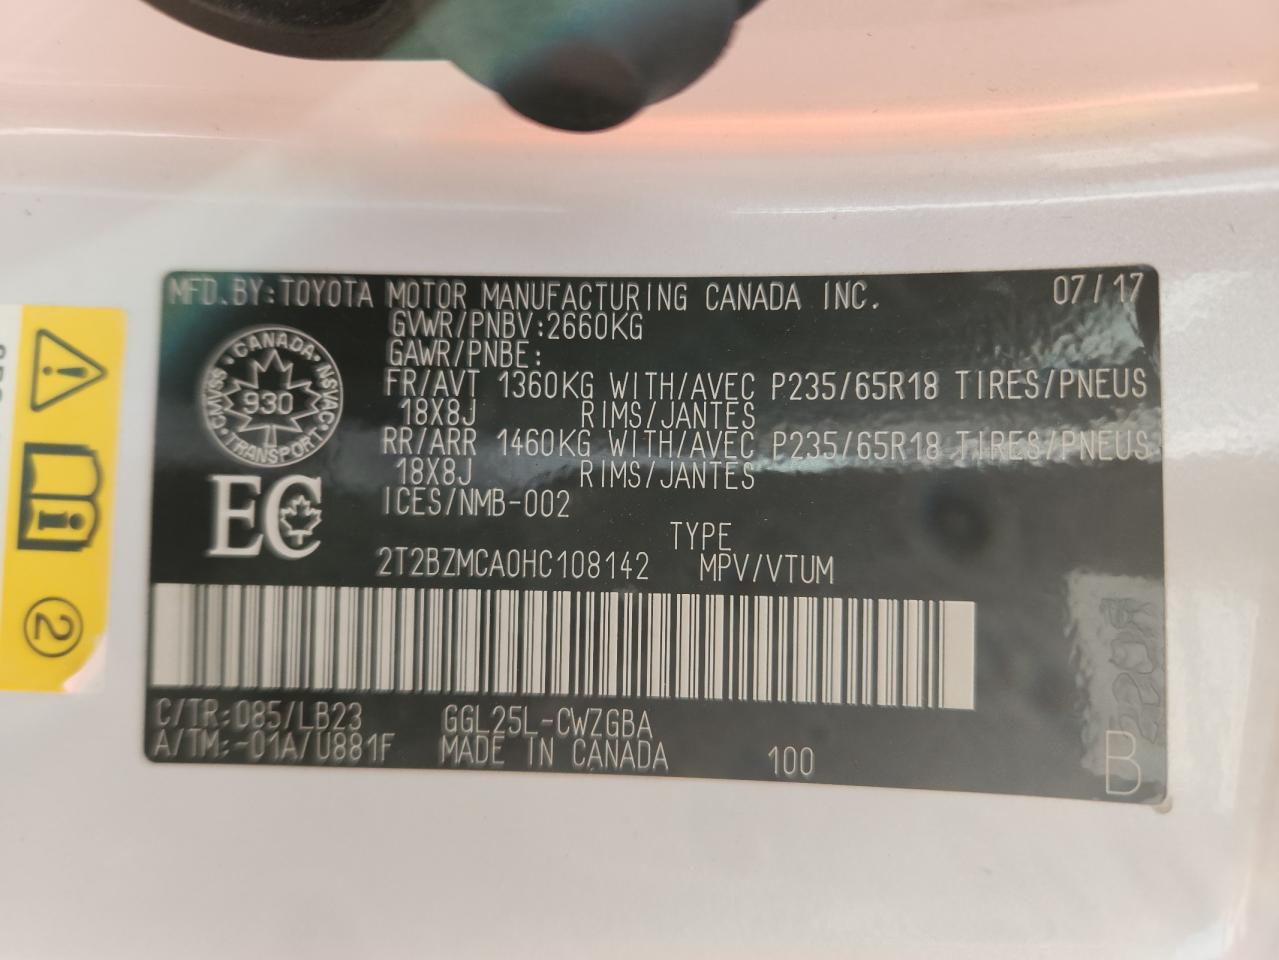 MFD.BY:TOYOTA MOTOR MANUFACTURING CANADA INC. 07/17
GVWR/PNBV:2660KG
GAWR/PNBE:
FR/AVT 1360KG WITH/AVEC P235/65R18 TIRES/PNEUS
18X8J RIMS/JANTES
RR/ARR 1460KG WITH/AVEC P235/65R18 TIRES/PNEUS
18X8J RIMS/JANTES
ICES/NMB-002
CANADA
CMVSS NSVAC
930
TRANSPORT
EC
TYPE
2T2BZMCA0HC108142 MPV/VTUM
C/TR:085/LB23 GGL25L-CWZGBA
A/TM:-01A/U881F MADE IN CANADA 100
B
2